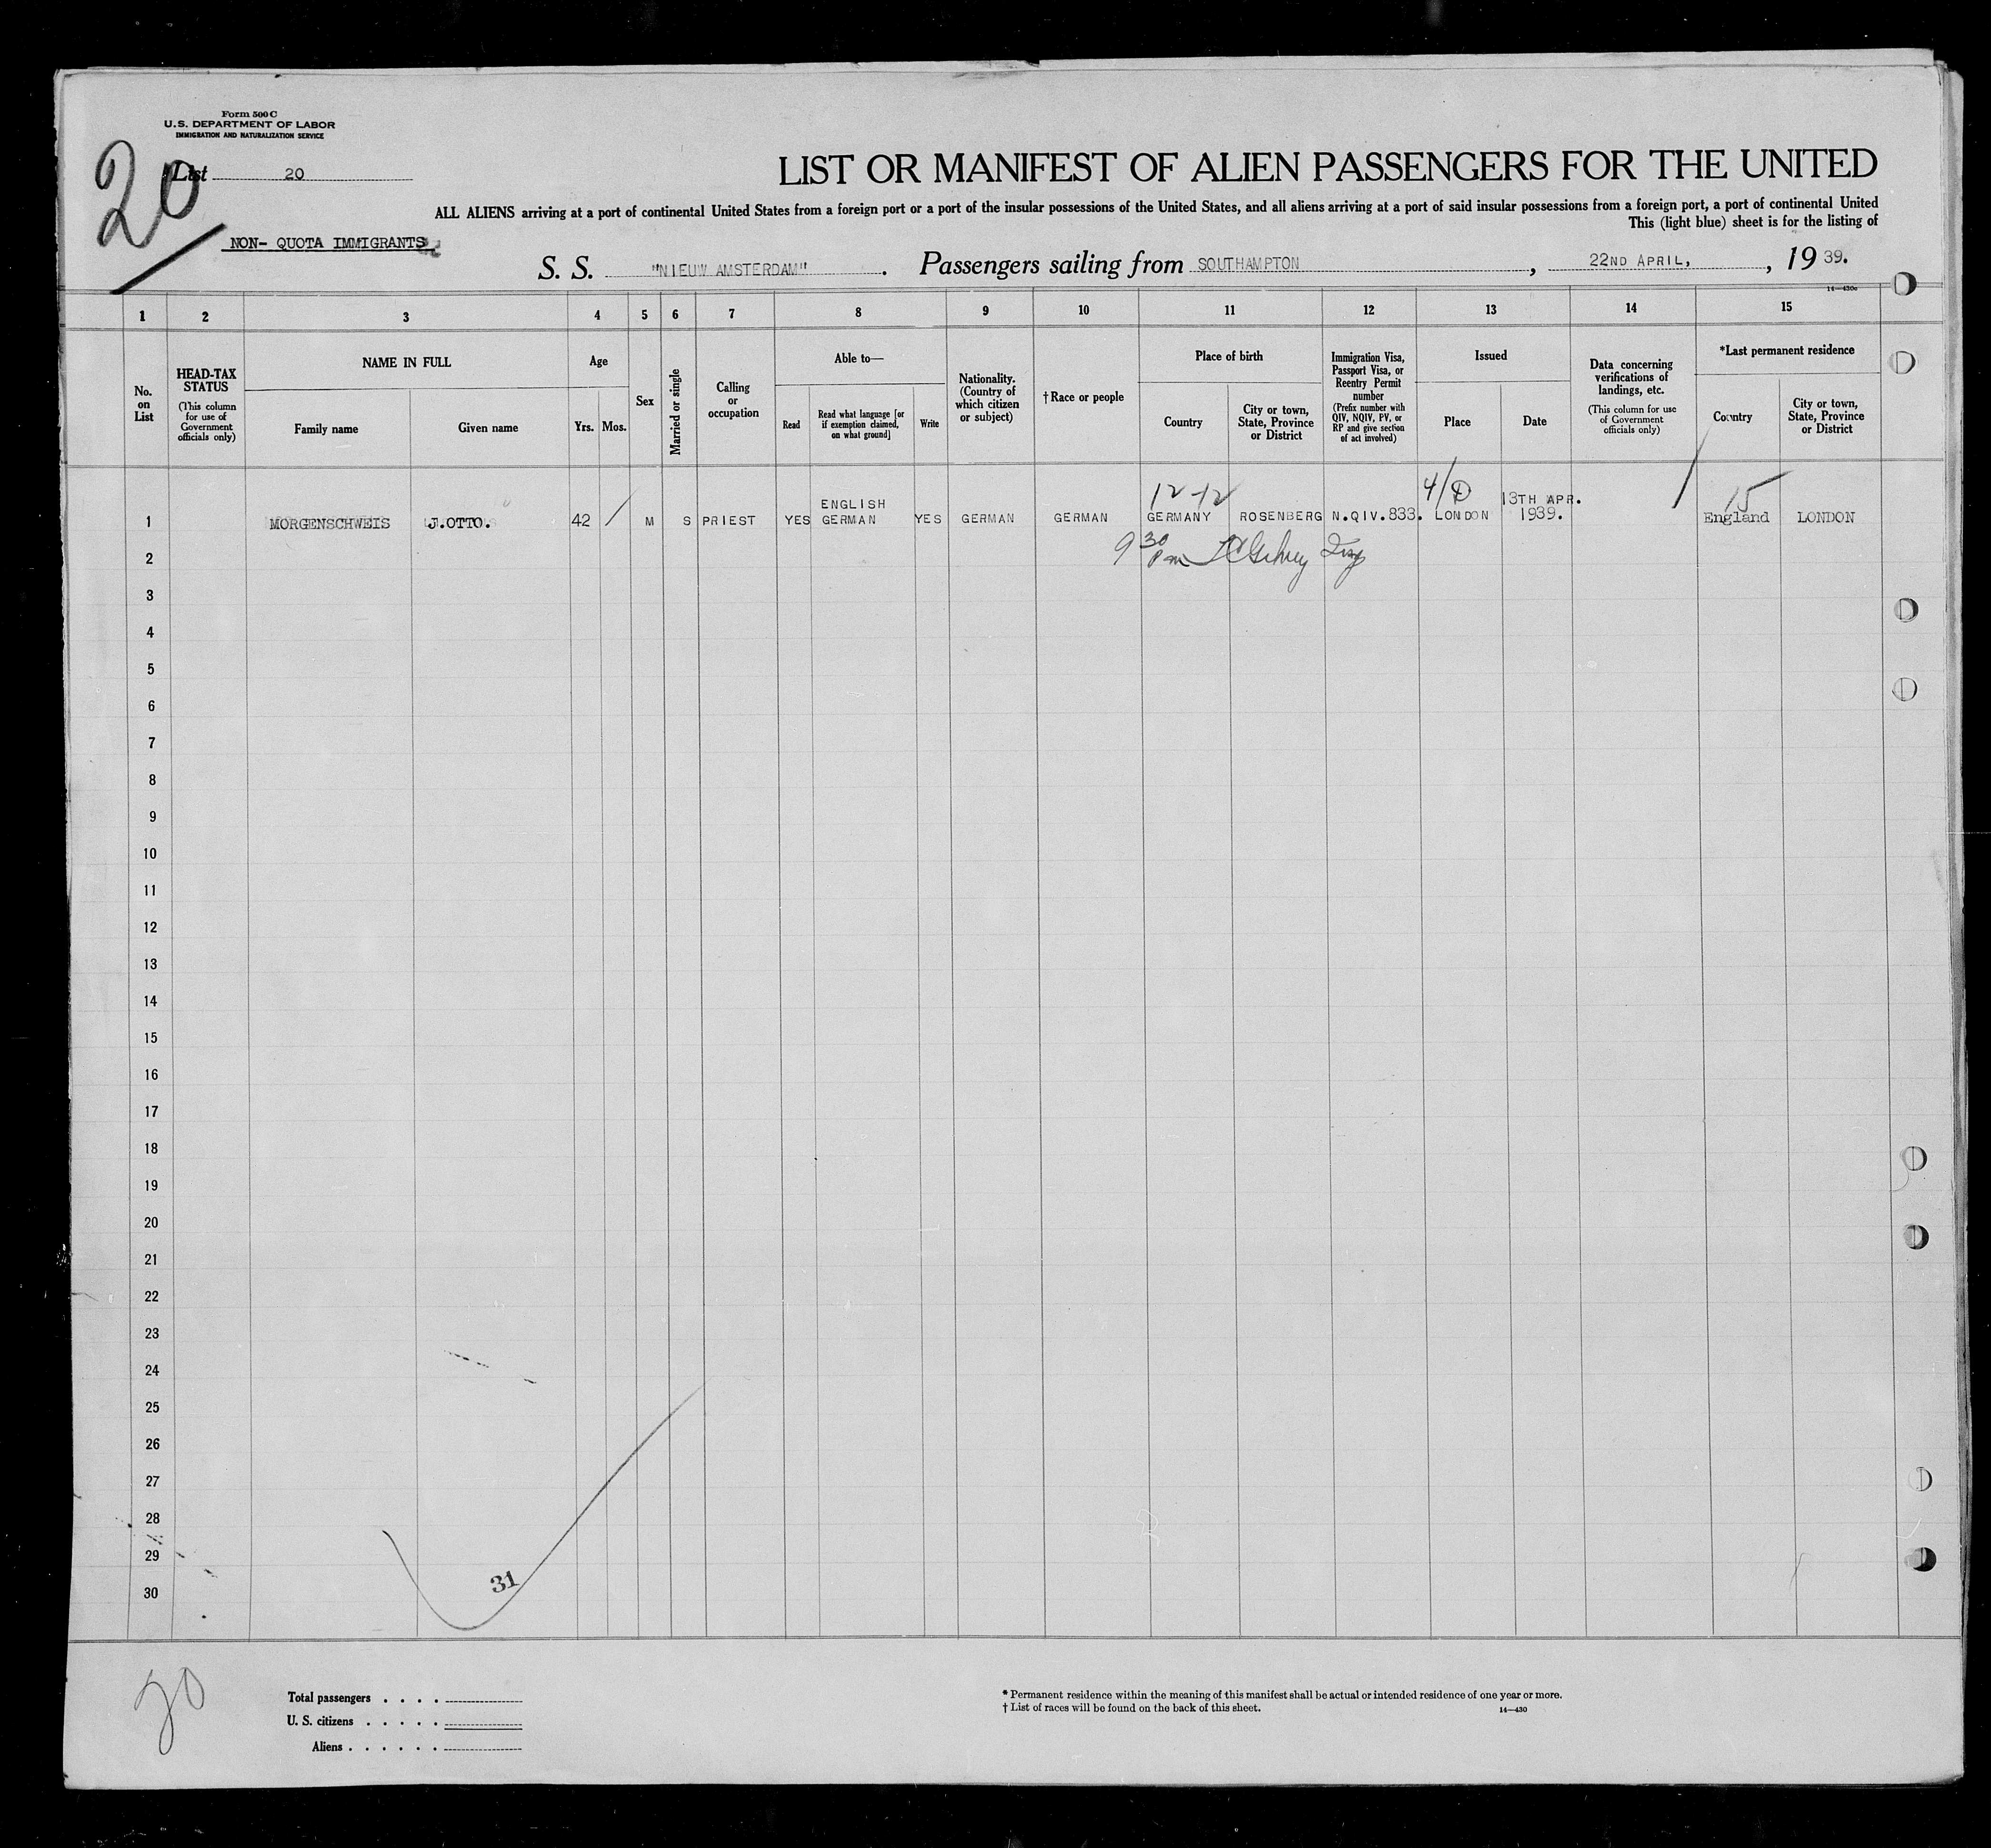 Form 500 C
U.S. DEPARTMENT OF LABOR
IMMIGRATION AND NATURALIZATION SERVICE
20
List 20
LIST OR MANIFEST OF ALIEN PASSENGERS FOR THE UNITED
ALL ALIENS arriving at a port of continental United States from a foreign port or a port of the insular possessions of the United States, and all aliens arriving at a port of said insular possessions from a foreign port, a port of continental United
This (light blue) sheet is for the listing of
NON- QUOTA IMMIGRANTS
S. S. "NIEUW AMSTERDAM" . Passengers sailing from SOUTHAMPTON , 22ND APRIL, , 19 39.
14—430c
1 2 3 4 5 6 7 8 9 10 11 12 13 14 15
No. on List
HEAD-TAX STATUS
(This column for use of Government officials only)
NAME IN FULL
Family name Given name
Age
Yrs. Mos.
Sex
Married or single
Calling or occupation
Able to—
Read
Read what language [or if exemption claimed, on what ground]
Write
Nationality. (Country of which citizen or subject)
† Race or people
Place of birth
Country
City or town, State, Province or District
Immigration Visa, Passport Visa, or Reentry Permit number
(Prefix number with QIV, NQIV, PV, or RP and give section of act involved)
Issued
Place Date
Data concerning verifications of landings, etc.
(This column for use of Government officials only)
*Last permanent residence
Country
City or town, State, Province or District
12-12 4/D 15
ENGLISH 13TH APR.
1 MORGENSCHWEIS J.OTTO. 42 M S PRIEST YES GERMAN YES GERMAN GERMAN GERMANY ROSENBERG N.QIV.833. LONDON 1939. England LONDON
2 9 30 Pm
3
4
5
6
7
8
9
10
11
12
13
14
15
16
17
18
19
20
21
22
23
24
25
26
27
28
29
30
31
20
Total passengers . . . .
U. S. citizens . . . . .
Aliens . . . . . .
* Permanent residence within the meaning of this manifest shall be actual or intended residence of one year or more.
† List of races will be found on the back of this sheet. 14—430